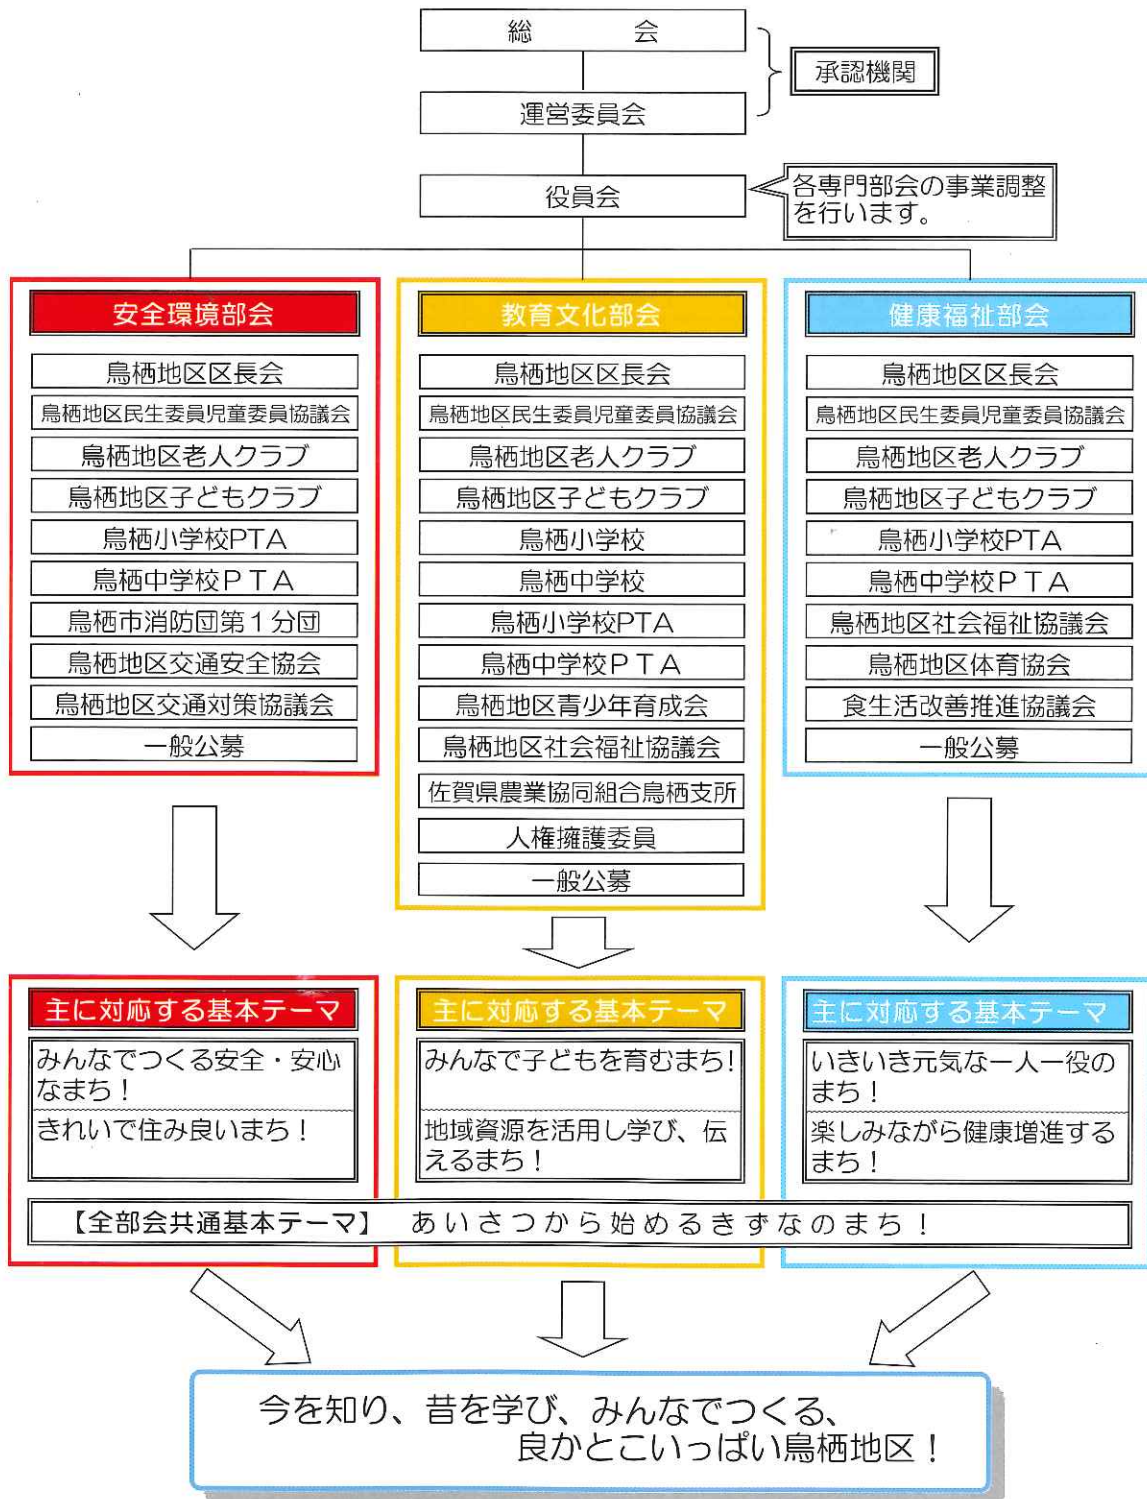 総　　会
承認機関
運営委員会
役員会
各専門部会の事業調整
を行います。
安全環境部会
鳥栖地区区長会
鳥栖地区民生委員児童委員協議会
鳥栖地区老人クラブ
鳥栖地区子どもクラブ
鳥栖小学校PTA
鳥栖中学校ＰＴＡ
鳥栖市消防団第１分団
鳥栖地区交通安全協会
鳥栖地区交通対策協議会
一般公募
教育文化部会
鳥栖地区区長会
鳥栖地区民生委員児童委員協議会
鳥栖地区老人クラブ
鳥栖地区子どもクラブ
鳥栖小学校
鳥栖中学校
鳥栖小学校PTA
鳥栖中学校ＰＴＡ
鳥栖地区青少年育成会
鳥栖地区社会福祉協議会
佐賀県農業協同組合鳥栖支所
人権擁護委員
一般公募
健康福祉部会
鳥栖地区区長会
鳥栖地区民生委員児童委員協議会
鳥栖地区老人クラブ
鳥栖地区子どもクラブ
鳥栖小学校PTA
鳥栖中学校ＰＴＡ
鳥栖地区社会福祉協議会
鳥栖地区体育協会
食生活改善推進協議会
一般公募
主に対応する基本テーマ
みんなでつくる安全・安心
なまち！
きれいで住み良いまち！
主に対応する基本テーマ
みんなで子どもを育むまち！
地域資源を活用し学び、伝
えるまち！
主に対応する基本テーマ
いきいき元気な一人一役の
まち！
楽しみながら健康増進する
まち！
【全部会共通基本テーマ】　あいさつから始めるきずなのまち！
今を知り、昔を学び、みんなでつくる、
良かとこいっぱい鳥栖地区！